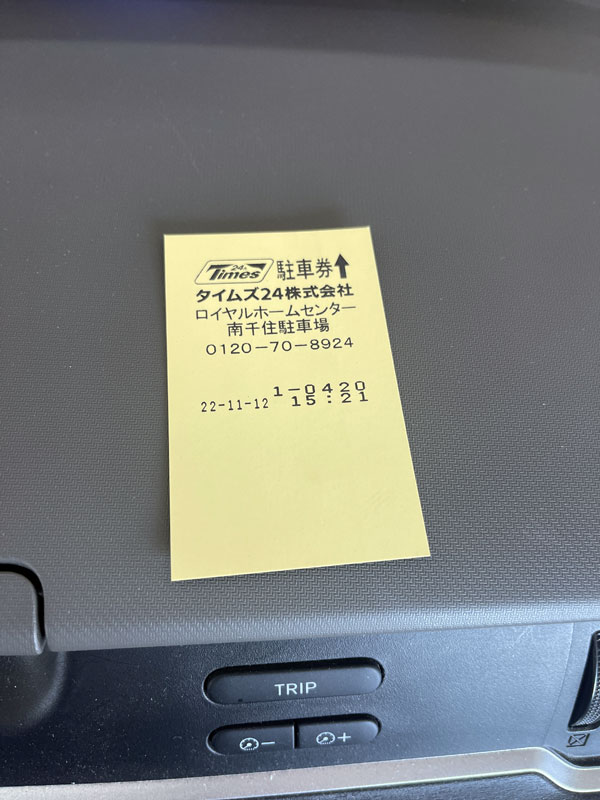 24h Times 駐車券↑
タイムズ24株式会社
ロイヤルホームセンター
南千住駐車場
0120-70-8924
1-0420
22-11-12 15:21
TRIP
- +